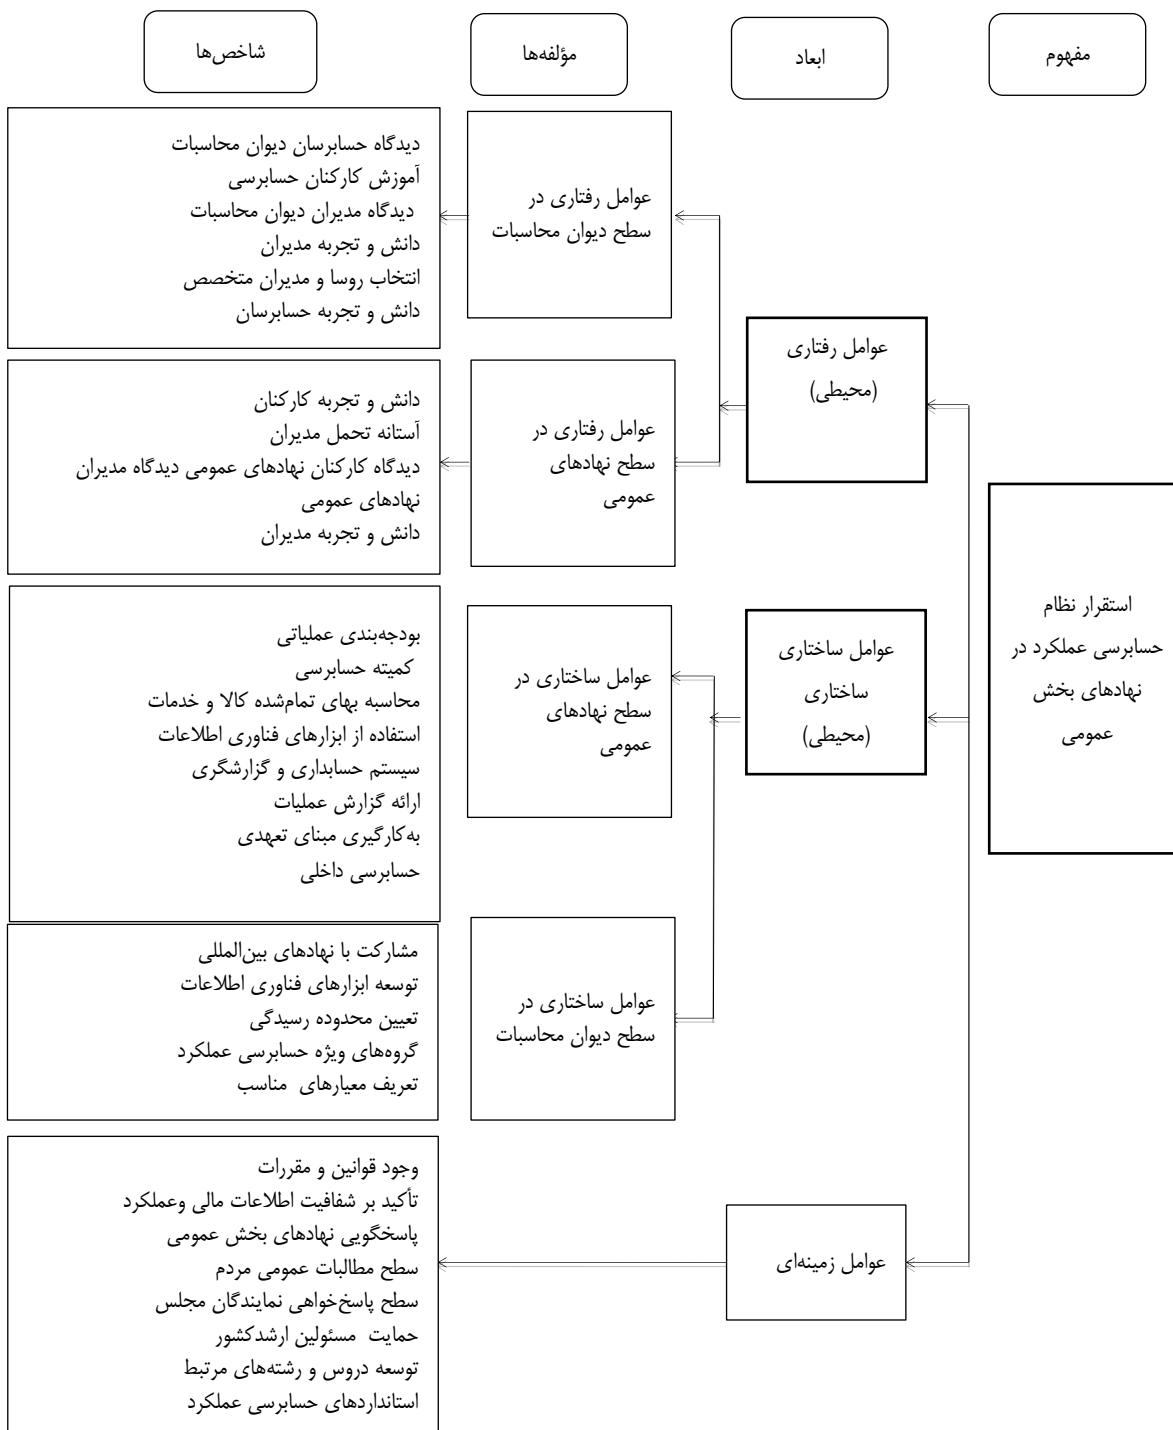 مفهوم
ابعاد
مؤلفه‌ها
شاخص‌ها
استقرار نظام
حسابرسی عملکرد در
نهادهای بخش
عمومی
عوامل رفتاری
(محیطی)
عوامل رفتاری در
سطح دیوان محاسبات
دیدگاه حسابرسان دیوان محاسبات
آموزش کارکنان حسابرسی
دیدگاه مدیران دیوان محاسبات
دانش و تجربه مدیران
انتخاب روسا و مدیران متخصص
دانش و تجربه حسابرسان
عوامل رفتاری در
سطح نهادهای
عمومی
دانش و تجربه کارکنان
آستانه تحمل مدیران
دیدگاه کارکنان نهادهای عمومی دیدگاه مدیران
نهادهای عمومی
دانش و تجربه مدیران
عوامل ساختاری
ساختاری
(محیطی)
عوامل ساختاری در
سطح نهادهای
عمومی
بودجه‌بندی عملیاتی
کمیته حسابرسی
محاسبه بهای تمام‌شده کالا و خدمات
استفاده از ابزارهای فناوری اطلاعات
سیستم حسابداری و گزارشگری
ارائه گزارش عملیات
به‌کارگیری مبنای تعهدی
حسابرسی داخلی
عوامل ساختاری در
سطح دیوان محاسبات
مشارکت با نهادهای بین‌المللی
توسعه ابزارهای فناوری اطلاعات
تعیین محدوده رسیدگی
گروه‌های ویژه حسابرسی عملکرد
تعریف معیارهای مناسب
عوامل زمینه‌ای
وجود قوانین و مقررات
تأکید بر شفافیت اطلاعات مالی وعملکرد
پاسخگویی نهادهای بخش عمومی
سطح مطالبات عمومی مردم
سطح پاسخ‌خواهی نمایندگان مجلس
حمایت مسئولین ارشدکشور
توسعه دروس و رشته‌های مرتبط
استانداردهای حسابرسی عملکرد